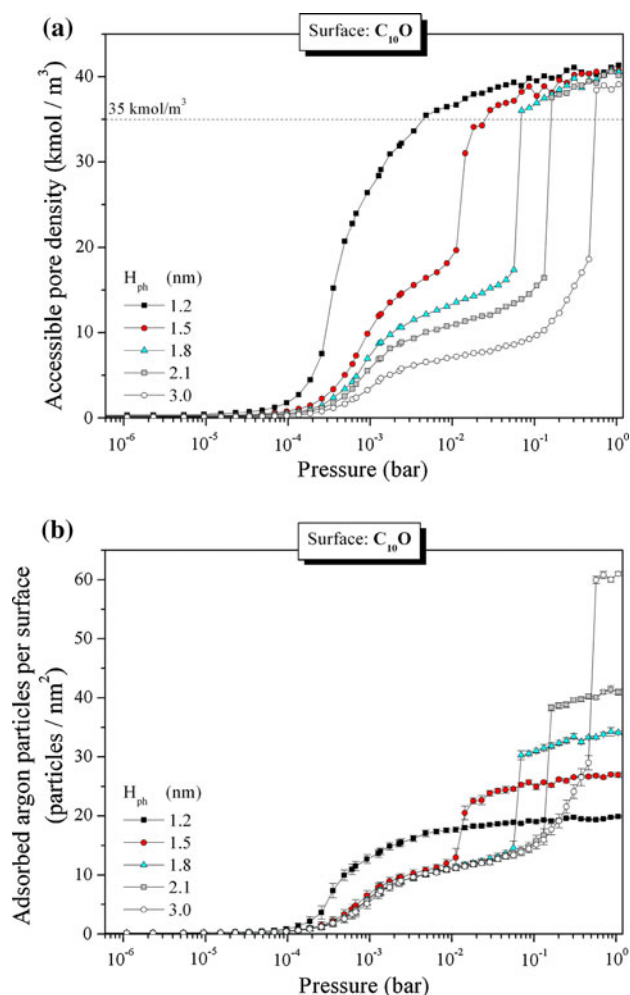 (a)
Surface: C₁₀O
Accessible pore density (kmol / m³)
40
30
20
10
0
35 kmol/m³
Hₚₕ (nm)
1.2
1.5
1.8
2.1
3.0
10⁻⁶ 10⁻⁵ 10⁻⁴ 10⁻³ 10⁻² 10⁻¹ 10⁰
Pressure (bar)
(b)
Surface: C₁₀O
Adsorbed argon particles per surface
(particles / nm²)
60
50
40
30
20
10
0
Hₚₕ (nm)
1.2
1.5
1.8
2.1
3.0
10⁻⁶ 10⁻⁵ 10⁻⁴ 10⁻³ 10⁻² 10⁻¹ 10⁰
Pressure (bar)